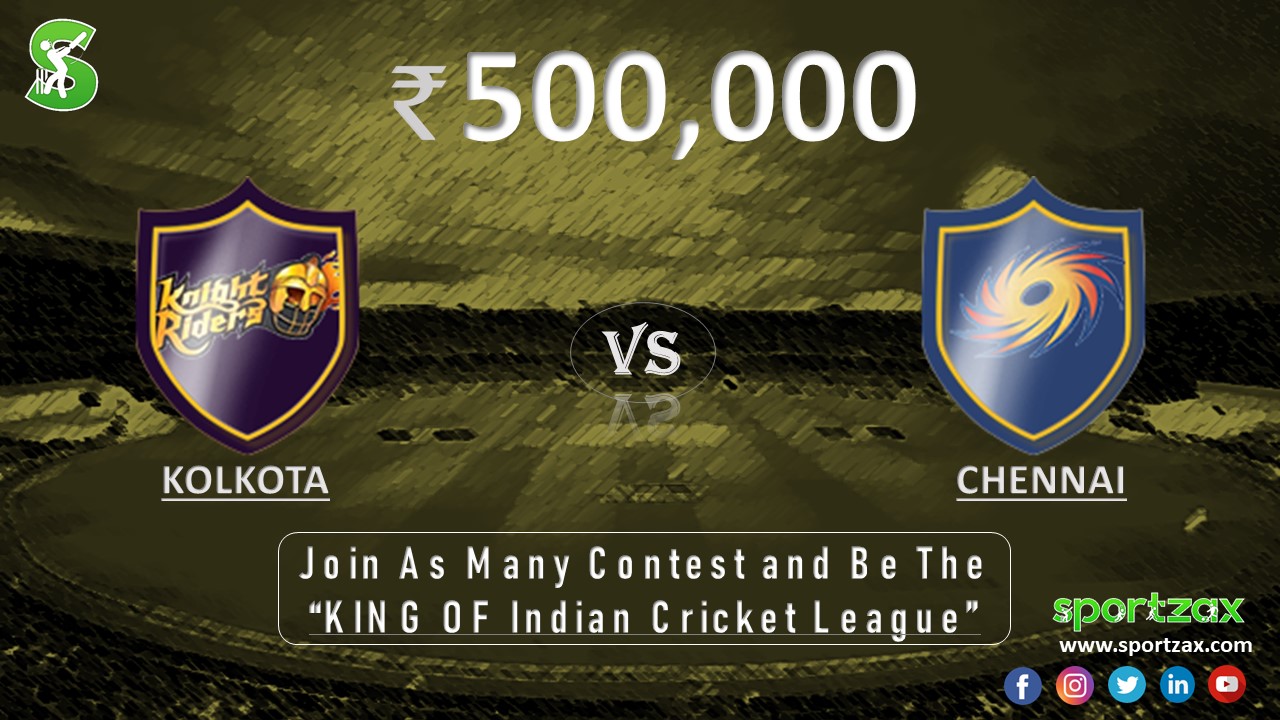 ₹500,000
Knight
Riders
VS
KOLKOTA
CHENNAI
Join As Many Contest and Be The
“KING OF Indian Cricket League”
sportzax
www.sportzax.com